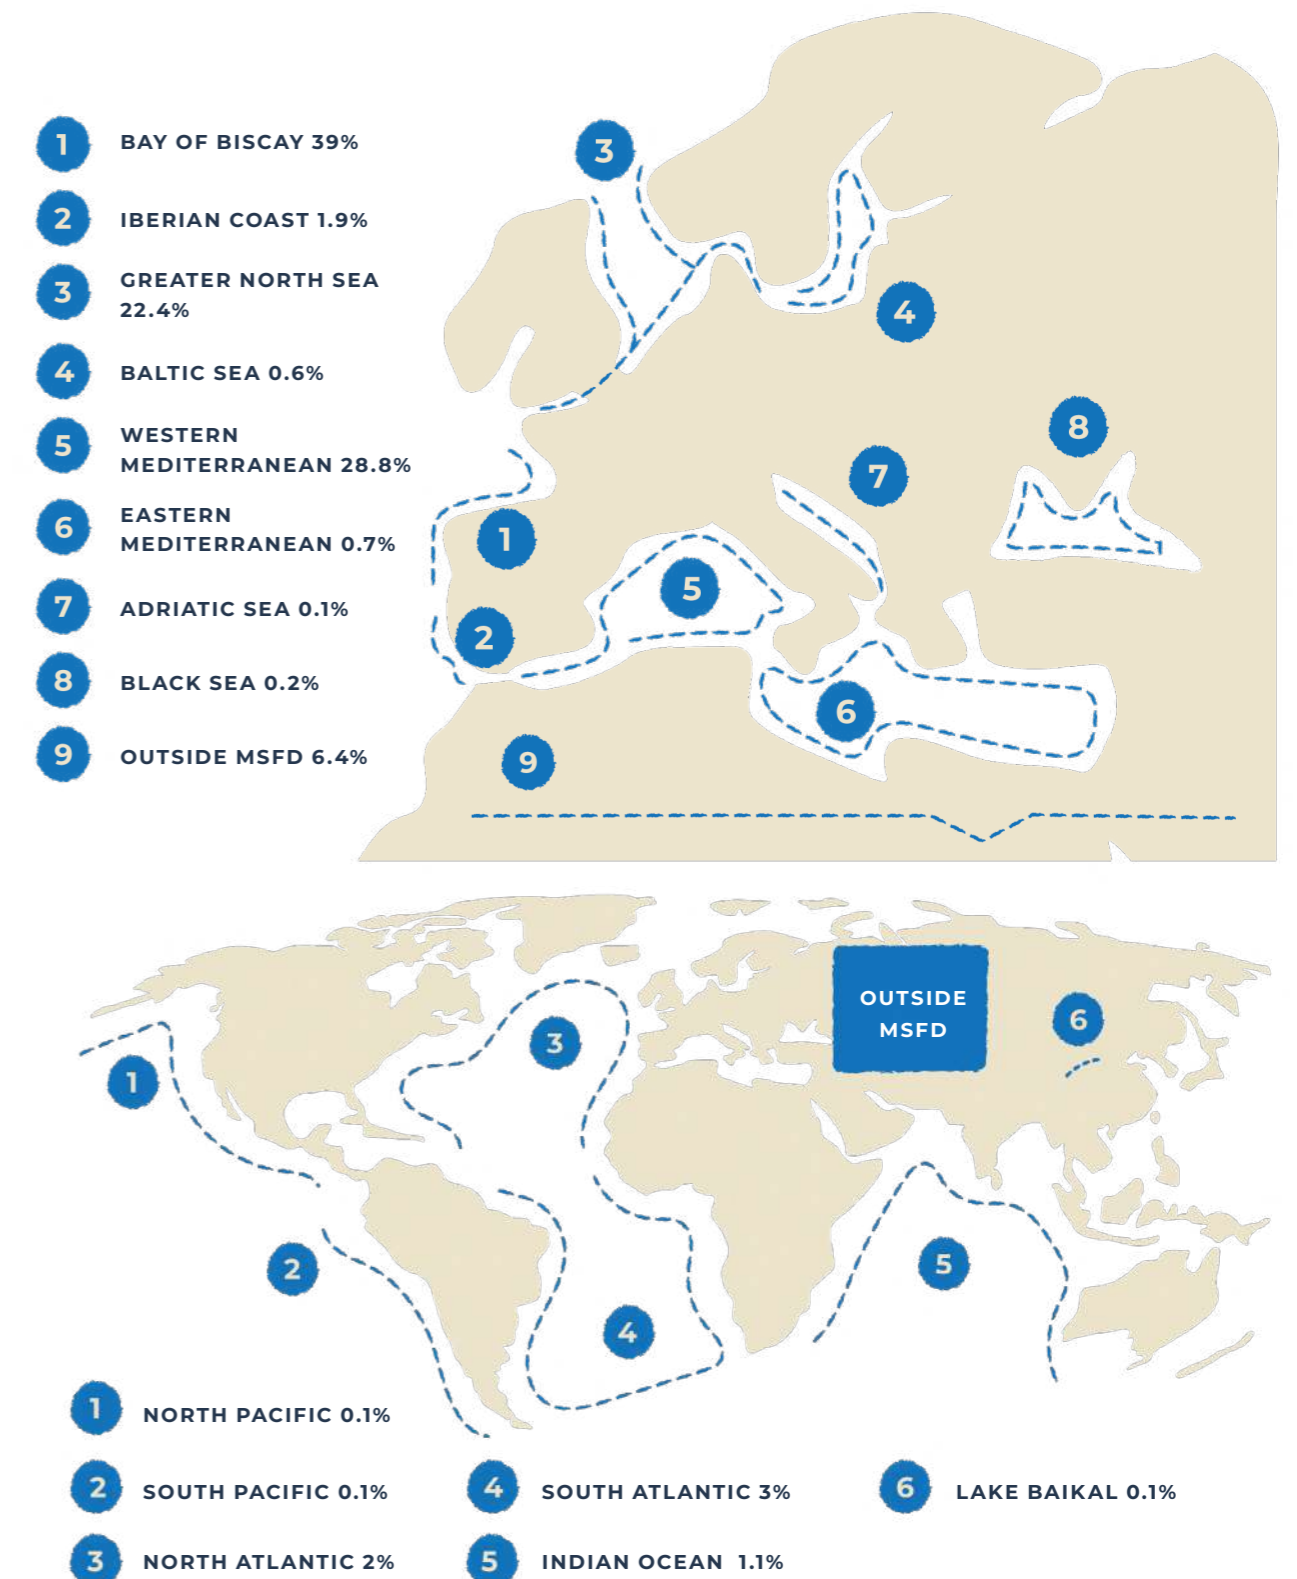 1 BAY OF BISCAY 39%
2 IBERIAN COAST 1.9%
3 GREATER NORTH SEA
22.4%
4 BALTIC SEA 0.6%
5 WESTERN
MEDITERRANEAN 28.8%
6 EASTERN
MEDITERRANEAN 0.7%
7 ADRIATIC SEA 0.1%
8 BLACK SEA 0.2%
9 OUTSIDE MSFD 6.4%
3
4
8
7
1
5
2
6
9
OUTSIDE
MSFD
6
3
1
5
2
4
1 NORTH PACIFIC 0.1%
2 SOUTH PACIFIC 0.1%
3 NORTH ATLANTIC 2%
4 SOUTH ATLANTIC 3%
5 INDIAN OCEAN 1.1%
6 LAKE BAIKAL 0.1%